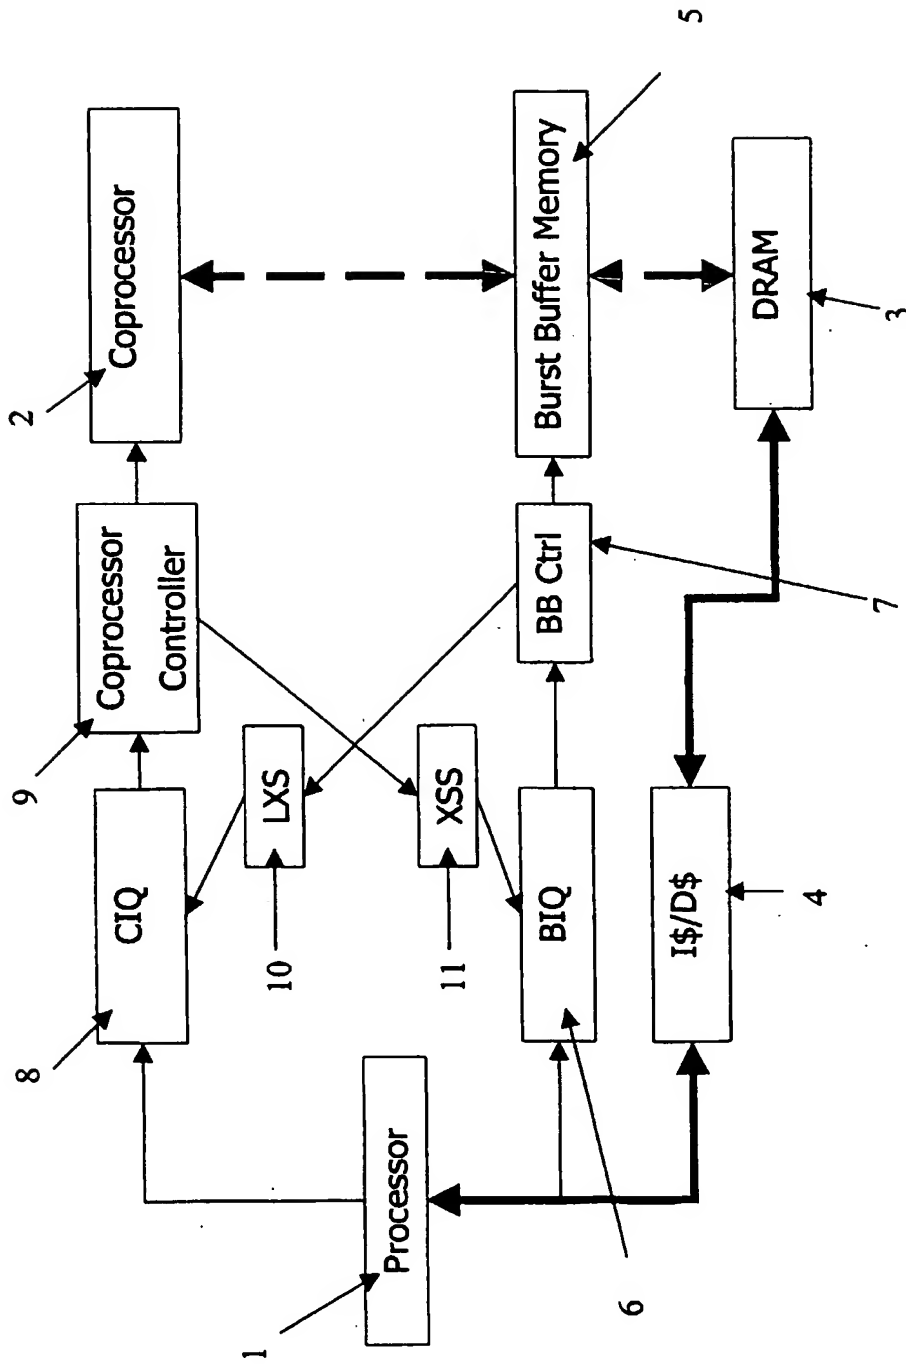 2
Coprocessor
5
Burst Buffer Memory
DRAM
3
9
Coprocessor
Controller
BB Ctrl
7
8
CIQ
LXS
10
XSS
11
BIQ
I$/D$
4
1
Processor
6